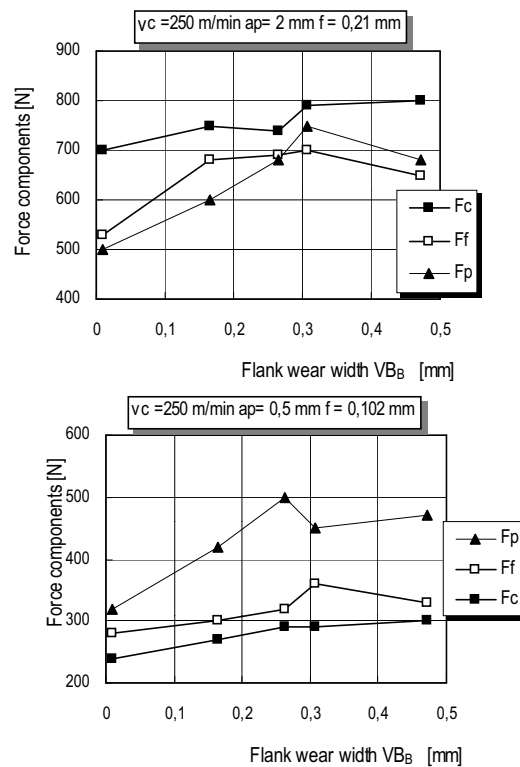 vc =250 m/min ap= 2 mm f = 0,21 mm
Force components [N]
900
800
700
600
500
400
0 0,1 0,2 0,3 0,4 0,5
Fc
Ff
Fp
Flank wear width VBB [mm]
vc =250 m/min ap= 0,5 mm f = 0,102 mm
Force components [N]
600
500
400
300
200
0 0,1 0,2 0,3 0,4 0,5
Fp
Ff
Fc
Flank wear width VBB [mm]